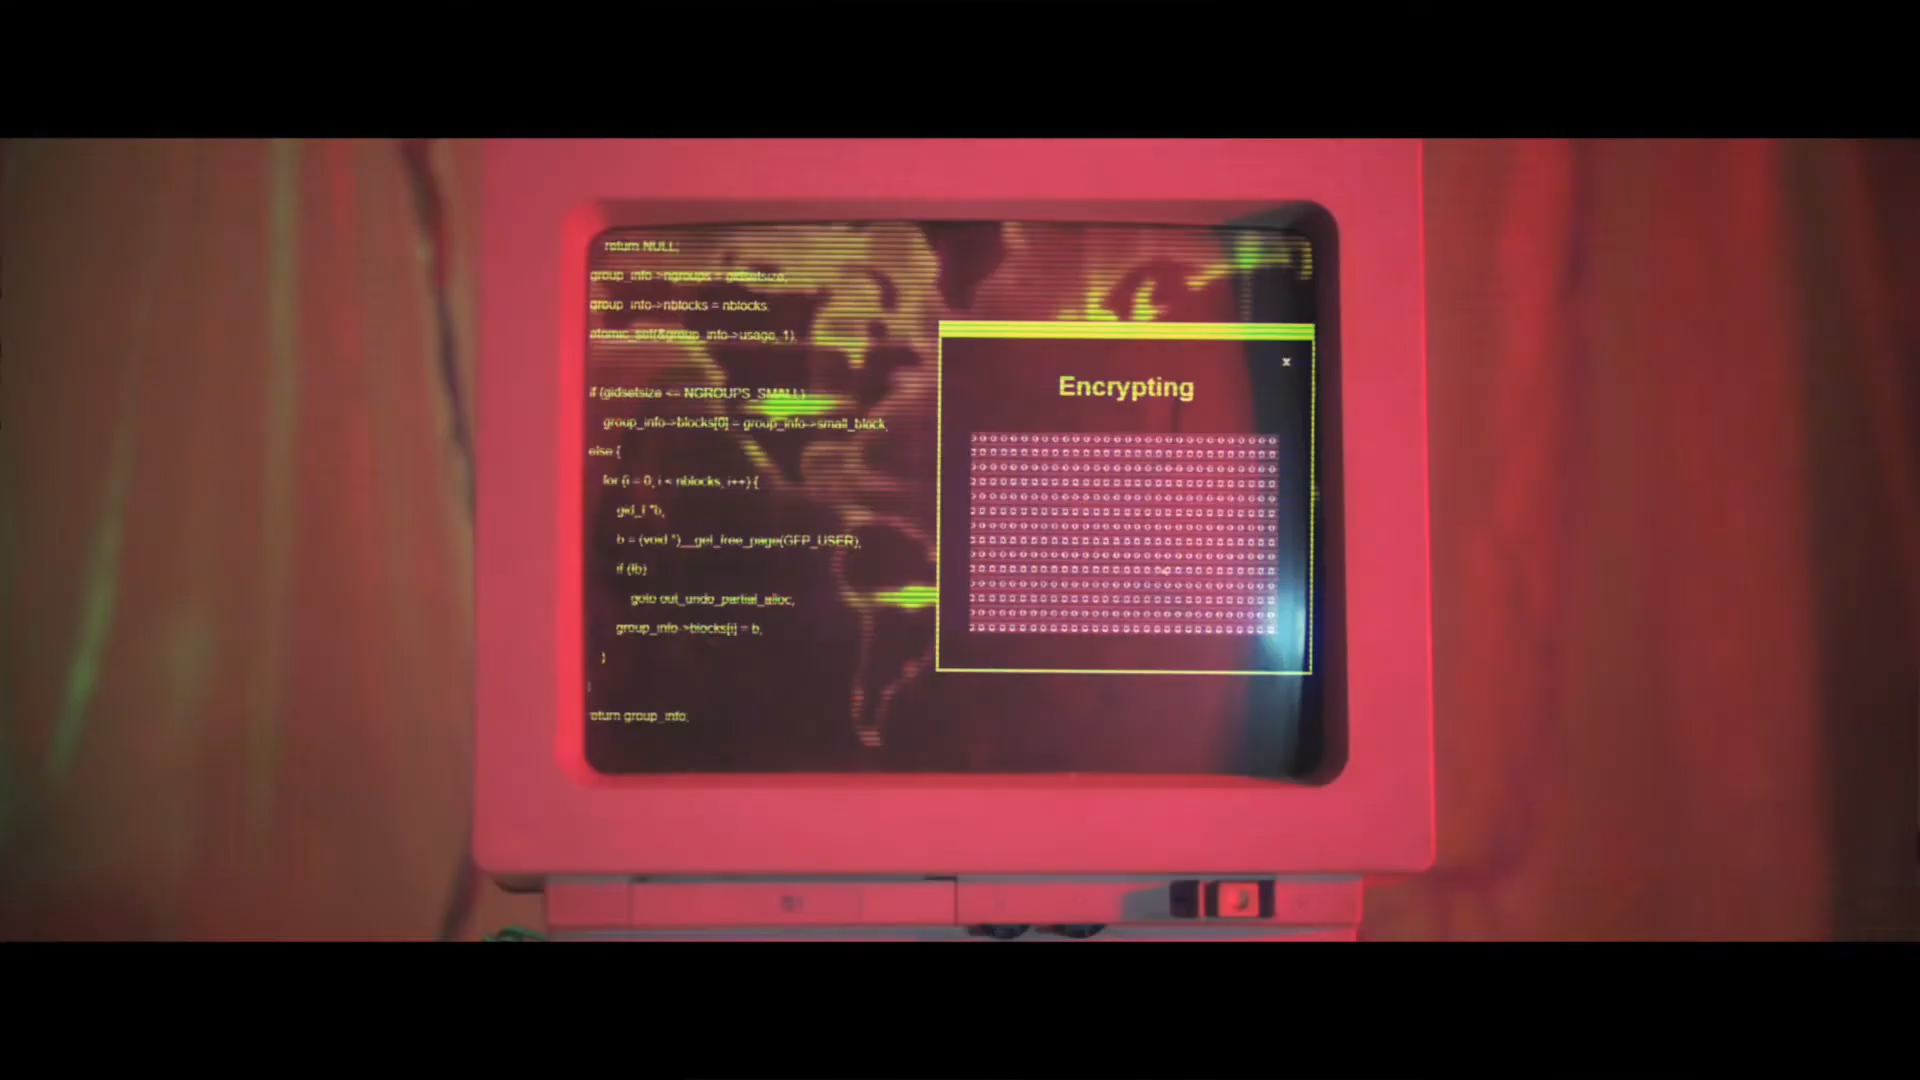 return NULL;
group_info->ngroups = gidsetsize;
group_info->nblocks = nblocks;
atomic_set(&group_info->usage, 1);
if (gidsetsize <= NGROUPS_SMALL)
group_info->blocks[0] = group_info->small_block;
else {
for (i = 0; i < nblocks; i++) {
gid_t *b;
b = (void *)__get_free_page(GFP_USER);
if (!b)
goto out_undo_partial_alloc;
group_info->blocks[i] = b;
}
}
eturn group_info;
x
Encrypting